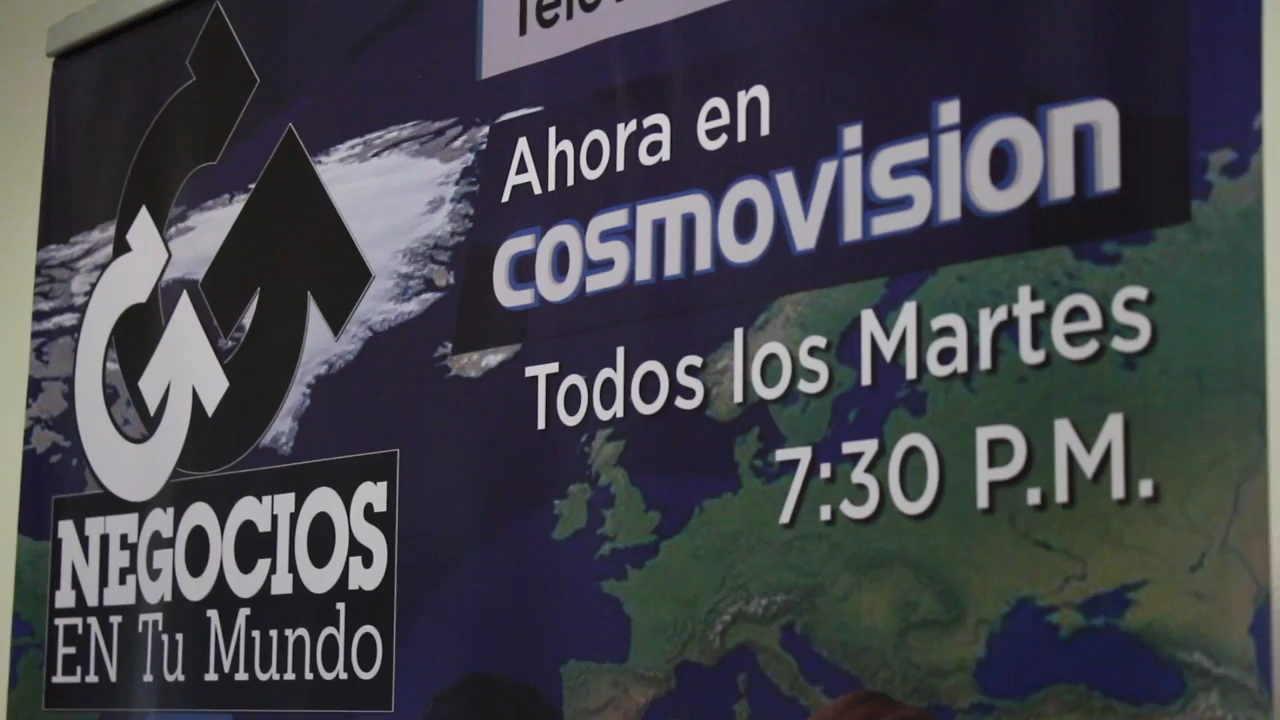 Ahora en
cosmovision
Todos los Martes
7:30 P.M.
NEGOCIOS
EN Tu Mundo